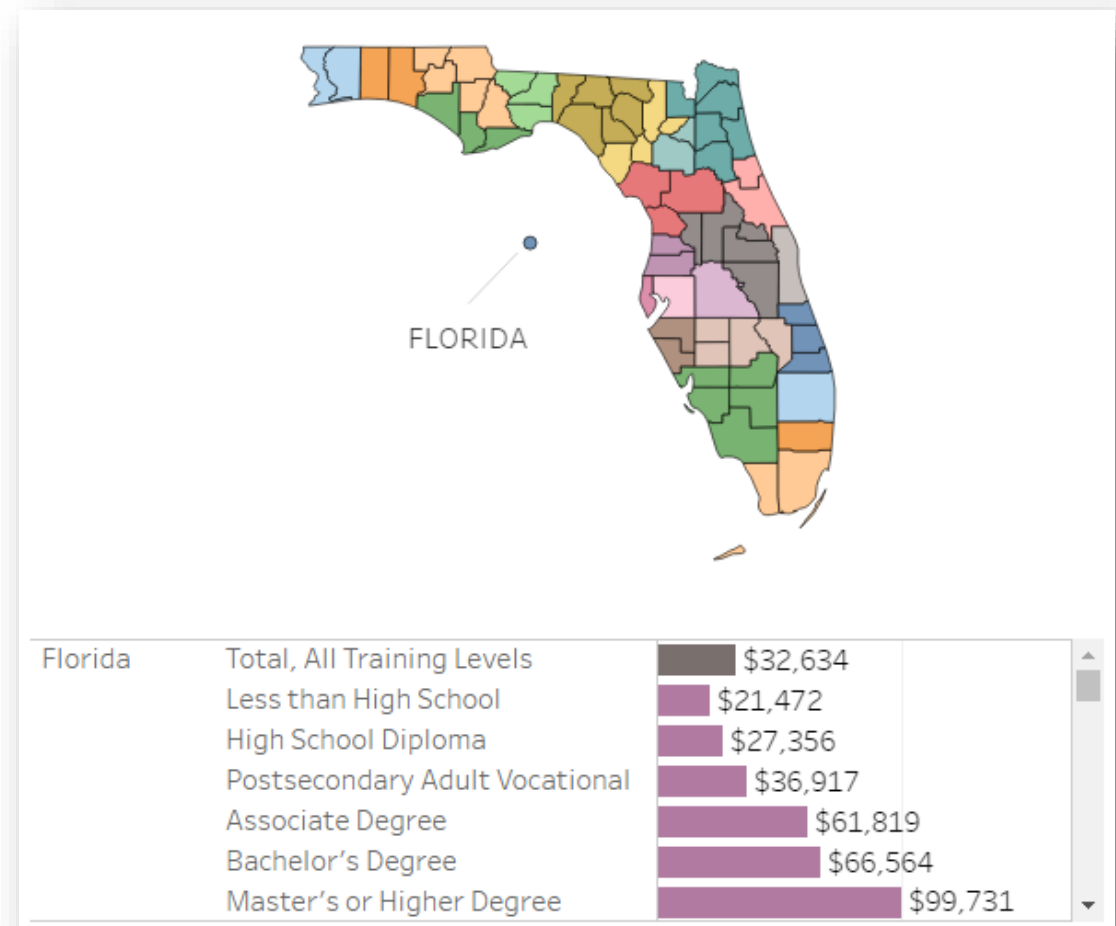 FLORIDA
Florida Total, All Training Levels $32,634
Less than High School $21,472
High School Diploma $27,356
Postsecondary Adult Vocational $36,917
Associate Degree $61,819
Bachelor’s Degree $66,564
Master’s or Higher Degree $99,731